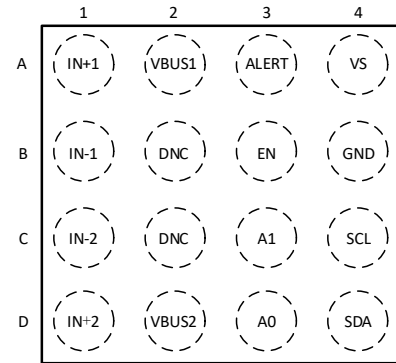 1 2 3 4
A IN+1 VBUS1 ALERT VS
B IN-1 DNC EN GND
C IN-2 DNC A1 SCL
D IN+2 VBUS2 A0 SDA